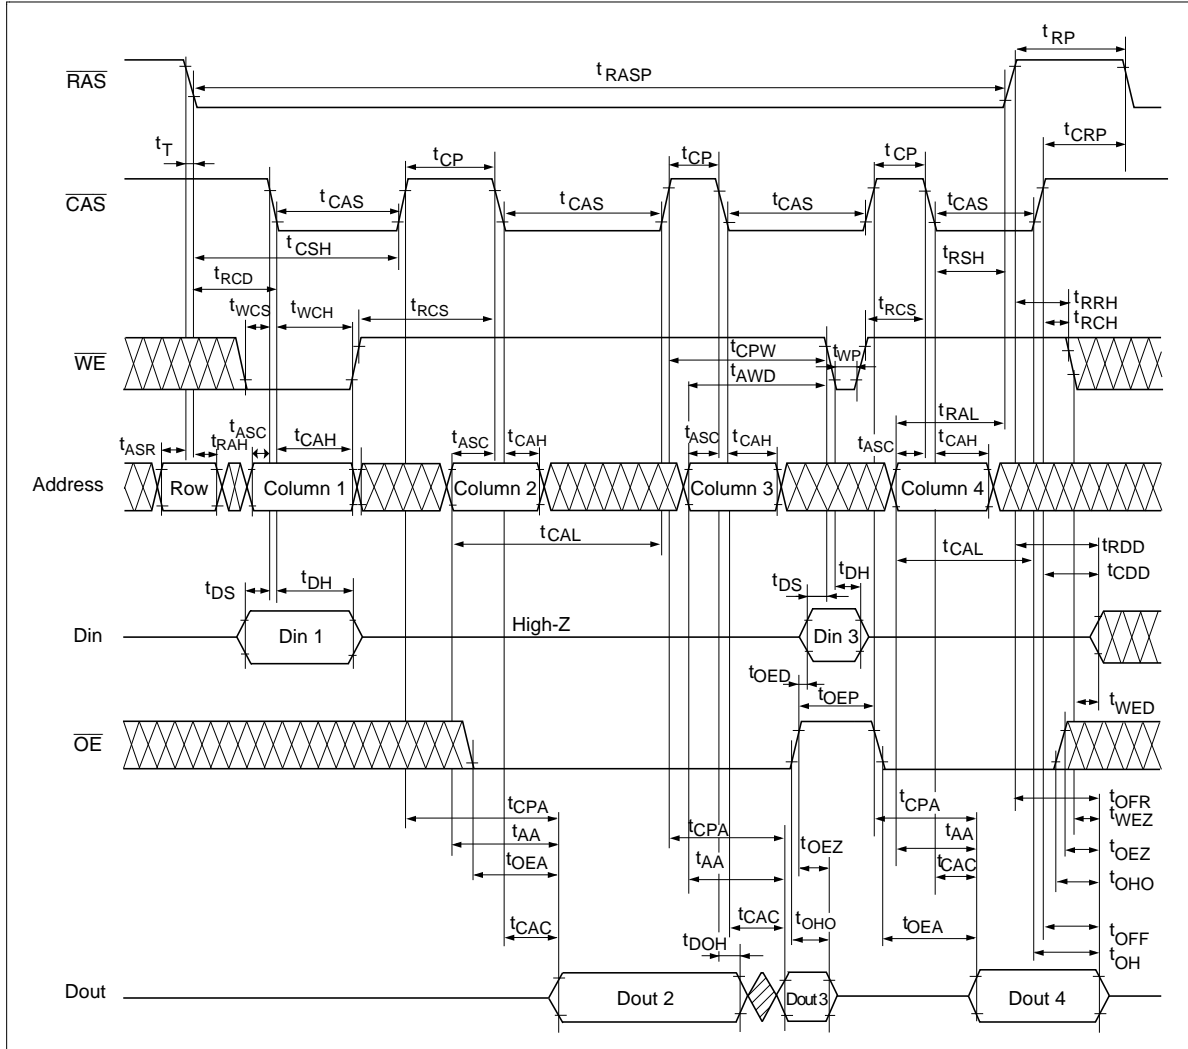 tRP
RAS
tRASP
tT
tCRP
tCP
tCP
tCP
CAS
tCAS
tCAS
tCAS
tCAS
tCSH
tRSH
tRCD
tWCS
tWCH
tRCS
tRCS
tRRH
tRCH
WE
tCPW
tWP
tAWD
tRAL
tASR
tRAH
tASC
tCAH
tASC
tCAH
tASC
tCAH
tASC
tCAH
Address
Row
Column 1
Column 2
Column 3
Column 4
tCAL
tCAL
tRDD
tCDD
tDS
tDH
tDS
tDH
Din
Din 1
High-Z
Din 3
tOED
tOEP
tWED
OE
tCPA
tCPA
tCPA
tOFR
tWEZ
tAA
tAA
tAA
tOEZ
tOEZ
tOEA
tCAC
tOHO
tCAC
tCAC
tOHO
tOEA
tDOH
tOFF
tOH
Dout
Dout 2
Dout 3
Dout 4